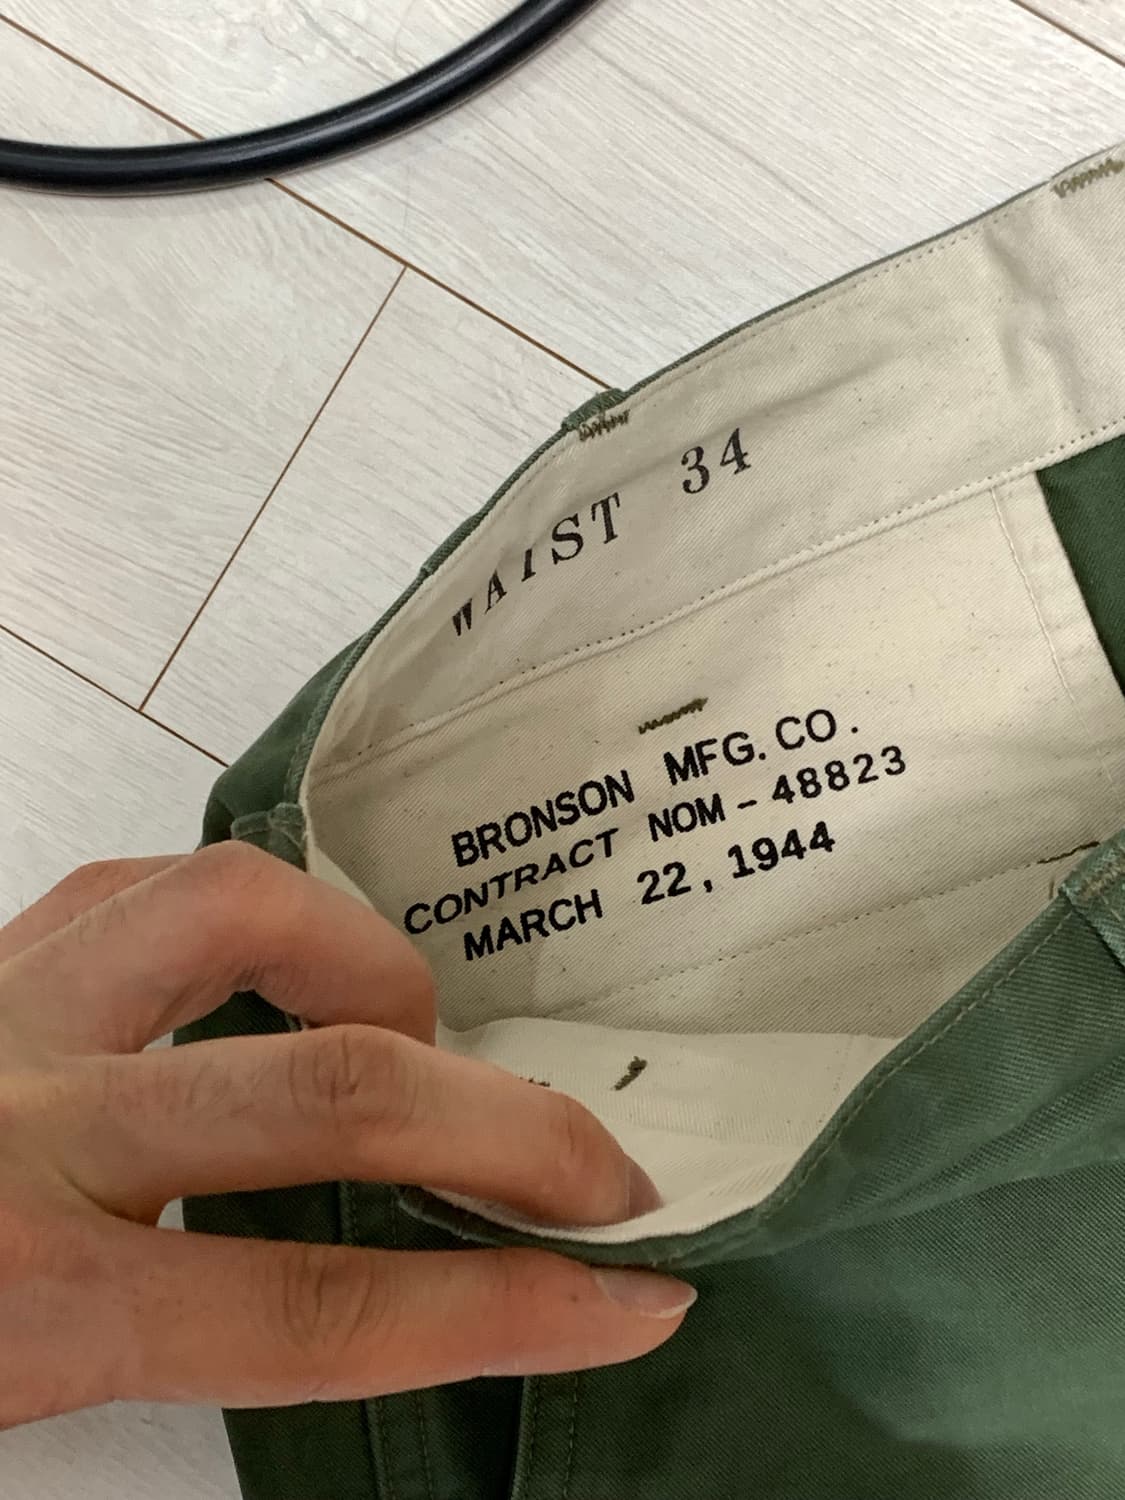 WAIST 34
BRONSON MFG. CO.
CONTRACT NOM - 48823
MARCH 22, 1944